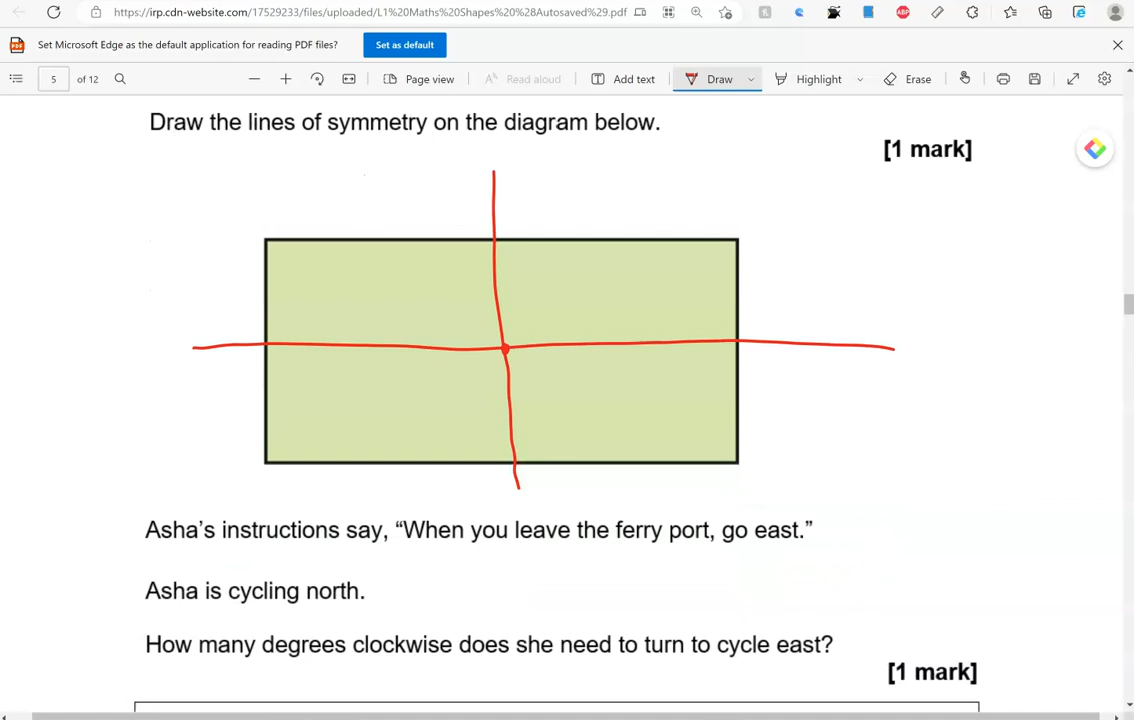 https://irp.cdn-website.com/17529233/files/uploaded/L1%20Maths%20Shapes%20%28Autosaved%29.pdf
Set Microsoft Edge as the default application for reading PDF files? Set as default
5 of 12 Page view Read aloud Add text Draw Highlight Erase
Draw the lines of symmetry on the diagram below.
[1 mark]
Asha’s instructions say, “When you leave the ferry port, go east.”
Asha is cycling north.
How many degrees clockwise does she need to turn to cycle east?
[1 mark]